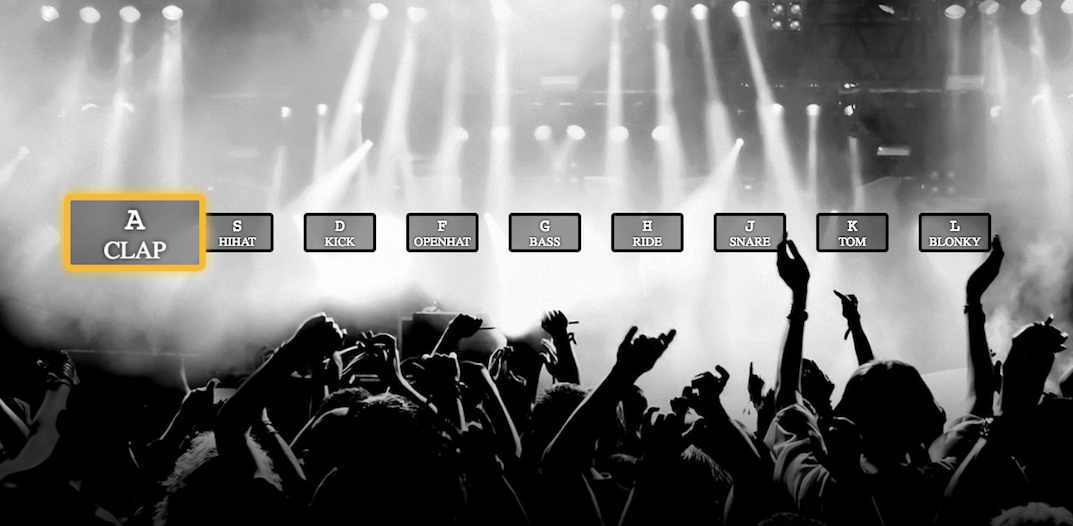 A
CLAP
S
HIHAT
D
KICK
F
OPENHAT
G
BASS
H
RIDE
J
SNARE
K
TOM
L
BLONKY